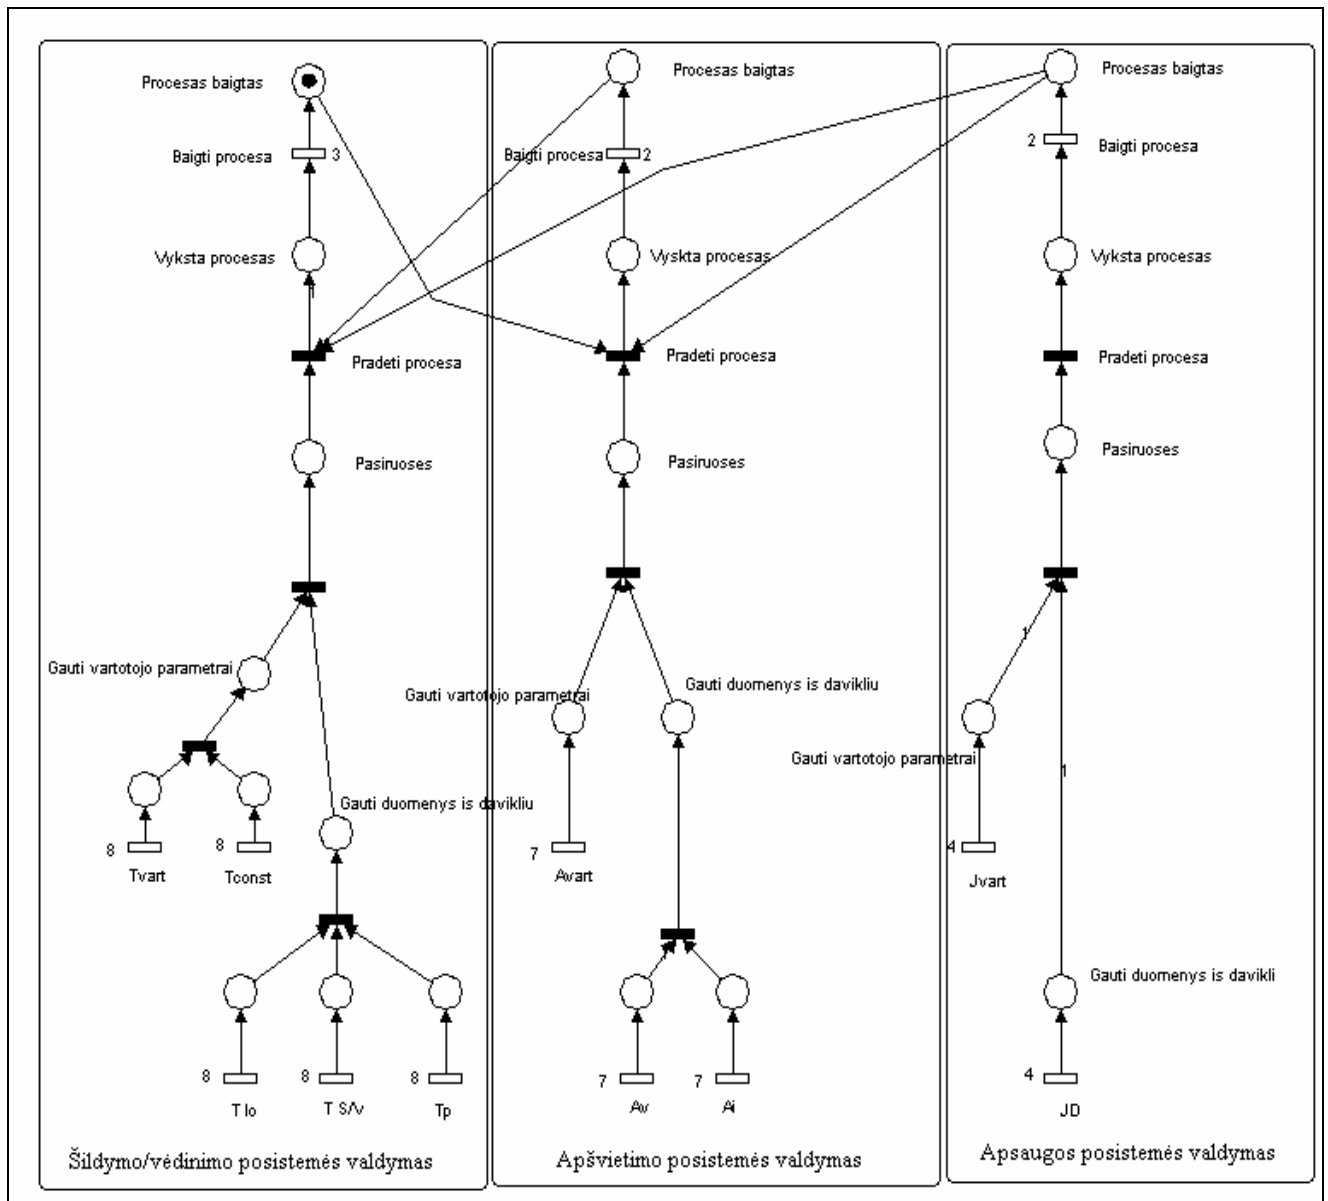 Procesas baigtas
Baigti procesa
3
Vyksta procesas
1
Pradeti procesa
Pasiruoses
Gauti vartotojo parametrai
8
Tvart
8
Tconst
Gauti duomenys is davikliu
8
T lo
8
T S/v
8
Tp
Šildymo/vėdinimo posistemės valdymas
Procesas baigtas
Baigti procesa
2
Vyskta procesas
Pradeti procesa
Pasiruoses
Gauti vartotojo parametrai
Gauti duomenys is davikliu
7
Avart
7
Av
7
Ai
Apšvietimo posistemės valdymas
Procesas baigtas
2
Baigti procesa
Vyksta procesas
Pradeti procesa
Pasiruoses
1
1
Gauti vartotojo parametrai
4
Jvart
Gauti duomenys is davikli
4
JD
Apsaugos posistemės valdymas